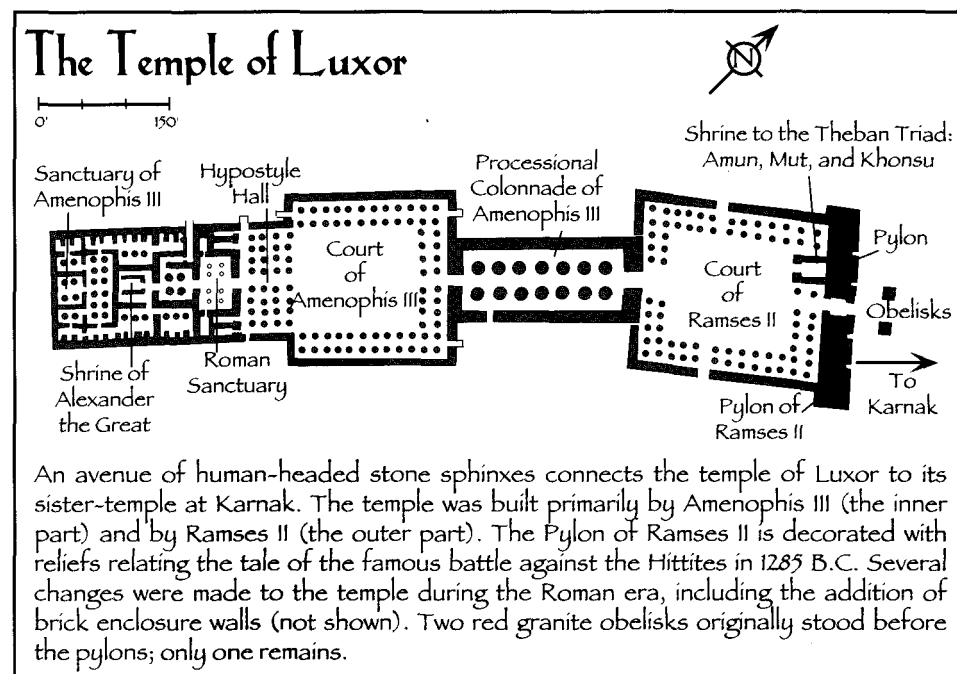 The Temple of Luxor
N
0'
150'
Shrine to the Theban Triad:
Amun, Mut, and Khonsu
Sanctuary of
Amenophis III
Hypostyle
Hall
Processional
Colonnade of
Amenophis III
Pylon
Court
of
Amenophis III
Court
of
Ramses II
Obelisks
Shrine of
Alexander
the Great
Roman
Sanctuary
To
Karnak
Pylon of
Ramses II
An avenue of human-headed stone sphinxes connects the temple of Luxor to its
sister-temple at Karnak. The temple was built primarily by Amenophis III (the inner
part) and by Ramses II (the outer part). The Pylon of Ramses II is decorated with
reliefs relating the tale of the famous battle against the Hittites in 1285 B.C. Several
changes were made to the temple during the Roman era, including the addition of
brick enclosure walls (not shown). Two red granite obelisks originally stood before
the pylons; only one remains.